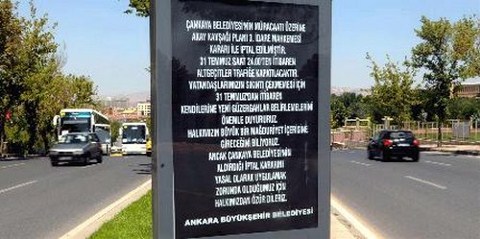 ÇANKAYA BELEDİYESİ'NİN MÜRACAATI ÜZERİNE
AKAY KAVŞAĞI PLANI 3. İDARE MAHKEMESİ
KARARI İLE İPTAL EDİLMİŞTİR.
31 TEMMUZ SAAT 24.00'TEN İTİBAREN
ALTGEÇİTLER TRAFİĞE KAPATILACAKTIR.
VATANDAŞLARIMIZIN SIKINTI ÇEKMEMESİ İÇİN
31 TEMMUZ'DAN İTİBAREN
KENDİLERİNE YENİ GÜZERGAHLAR BELİRLEMELERİNİ
ÖNEMLE DUYURURUZ.
HALKIMIZIN BÜYÜK BİR MAĞDURİYET İÇERİSİNE
GİRECEĞİNİ BİLİYORUZ.
ANCAK ÇANKAYA BELEDİYESİ'NİN
ALDIRDIĞI İPTAL KARARINI
YASAL OLARAK UYGULAMAK
ZORUNDA OLDUĞUMUZ İÇİN
HALKIMIZDAN ÖZÜR DİLERİZ.
ANKARA BÜYÜKŞEHİR BELEDİYESİ